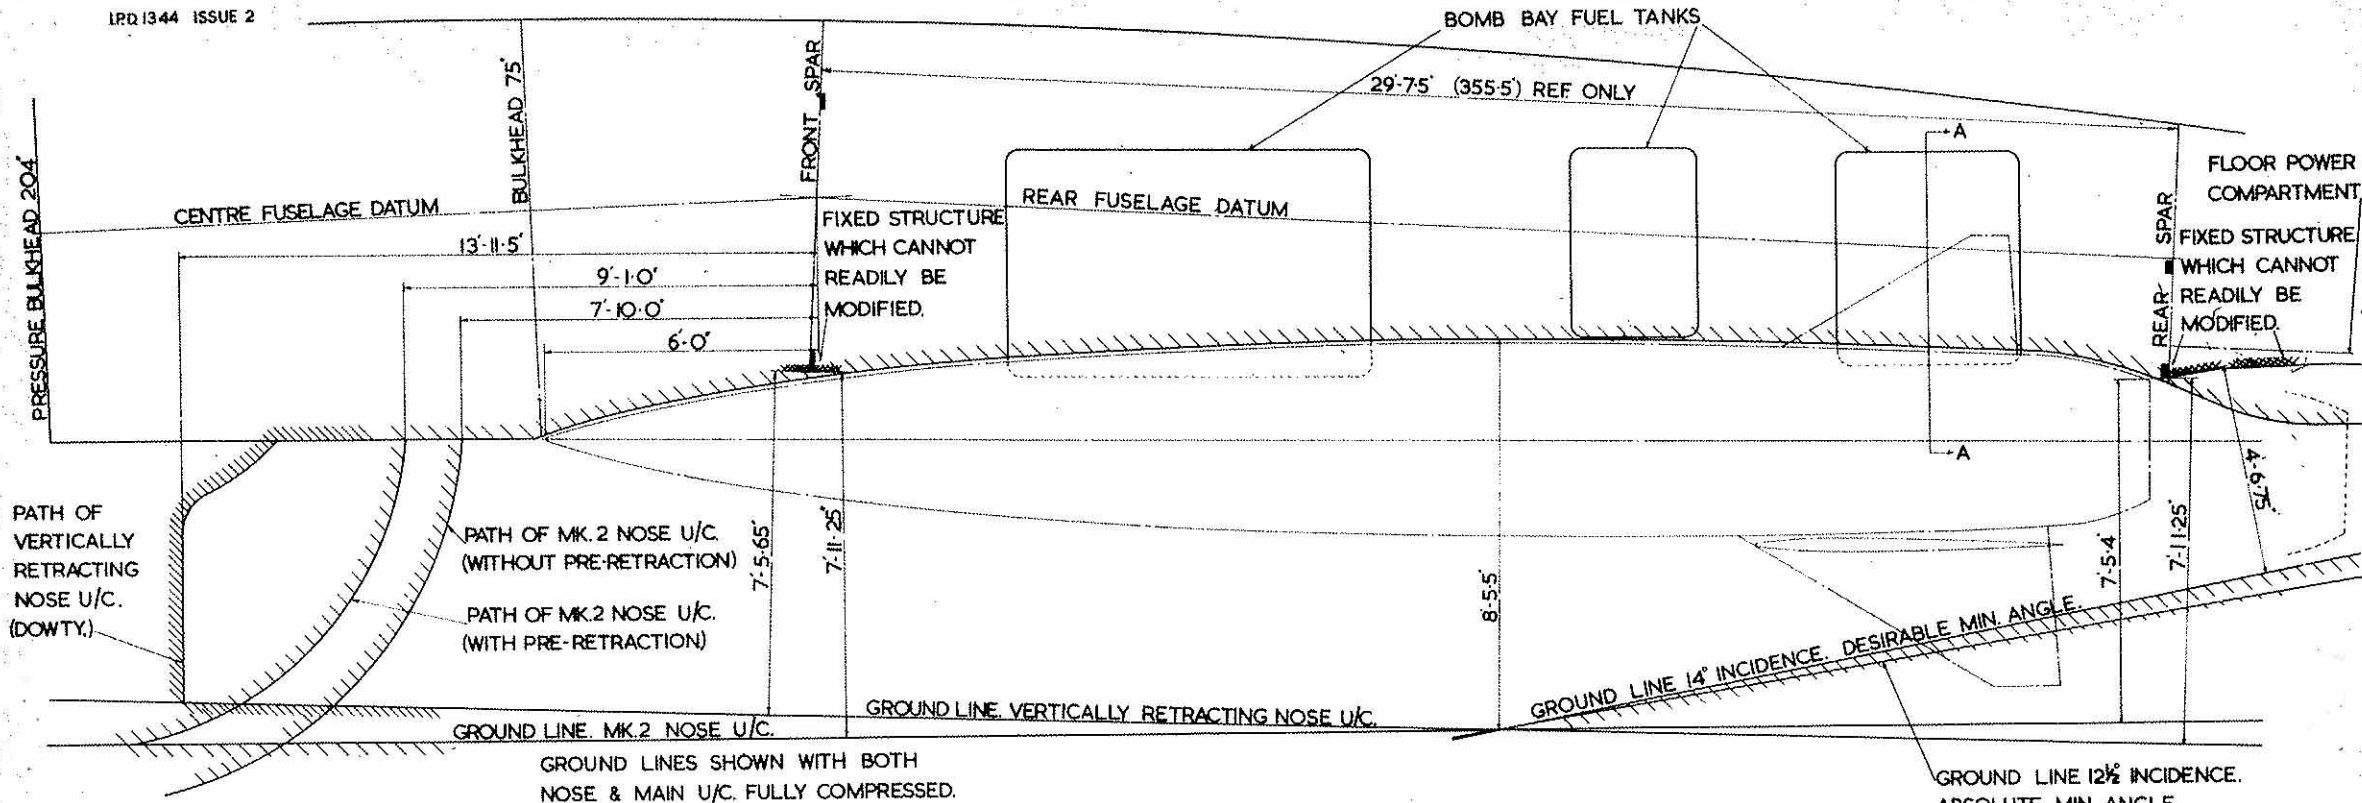 I.P.D. 1344 ISSUE 2
BOMB BAY FUEL TANKS
BULKHEAD 75"
FRONT SPAR
29'-7·5" (355·5") REF. ONLY
A
PRESSURE BULKHEAD 204"
CENTRE FUSELAGE DATUM
REAR FUSELAGE DATUM
FLOOR POWER
COMPARTMENT
13'-11·5"
9'-1·0"
7'-10·0"
6'-0"
FIXED STRUCTURE
WHICH CANNOT
READILY BE
MODIFIED.
REAR SPAR
REAR
FIXED STRUCTURE
WHICH CANNOT
READILY BE
MODIFIED.
A
PATH OF
VERTICALLY
RETRACTING
NOSE U/C.
(DOWTY.)
PATH OF MK. 2 NOSE U/C.
(WITHOUT PRE-RETRACTION)
PATH OF MK.2 NOSE U/C.
(WITH PRE-RETRACTION)
7'-5·65"
7'-11·25"
8'-5·5"
7'-5·4"
7'-11·25"
4'-6·75"
GROUND LINE 14° INCIDENCE. DESIRABLE MIN. ANGLE.
GROUND LINE. VERTICALLY RETRACTING NOSE U/C.
GROUND LINE. MK.2 NOSE U/C.
GROUND LINES SHOWN WITH BOTH
NOSE & MAIN U/C. FULLY COMPRESSED.
GROUND LINE 12½° INCIDENCE.
ABSOLUTE MIN. ANGLE